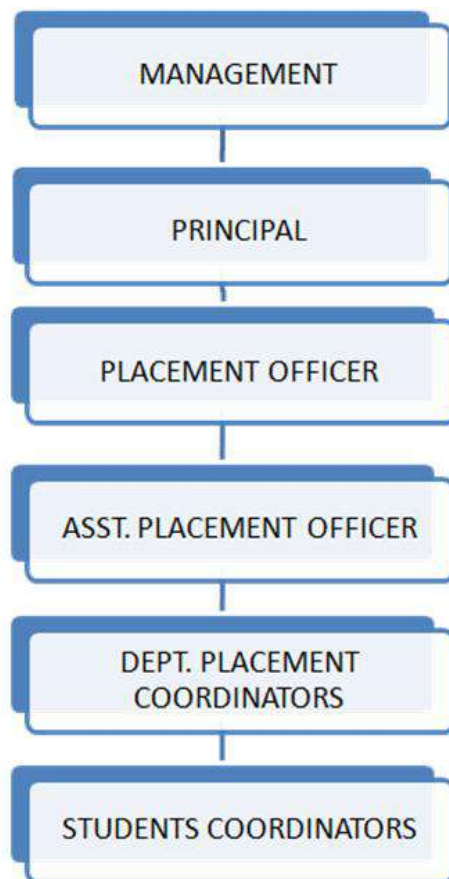 MANAGEMENT
PRINCIPAL
PLACEMENT OFFICER
ASST. PLACEMENT OFFICER
DEPT. PLACEMENT
COORDINATORS
STUDENTS COORDINATORS